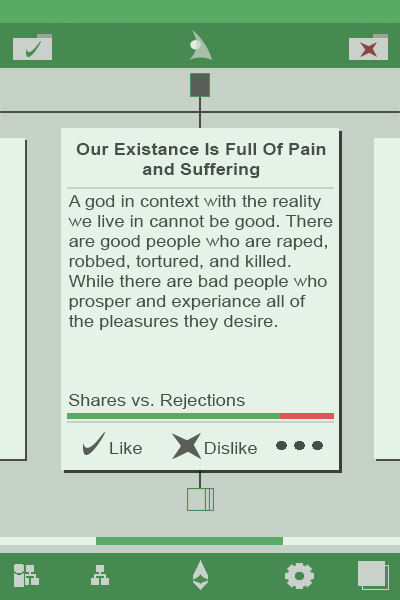 Our Existance Is Full Of Pain
and Suffering
A god in context with the reality
we live in cannot be good. There
are good people who are raped,
robbed, tortured, and killed.
While there are bad people who
prosper and experiance all of
the pleasures they desire.
Shares vs. Rejections
Like Dislike